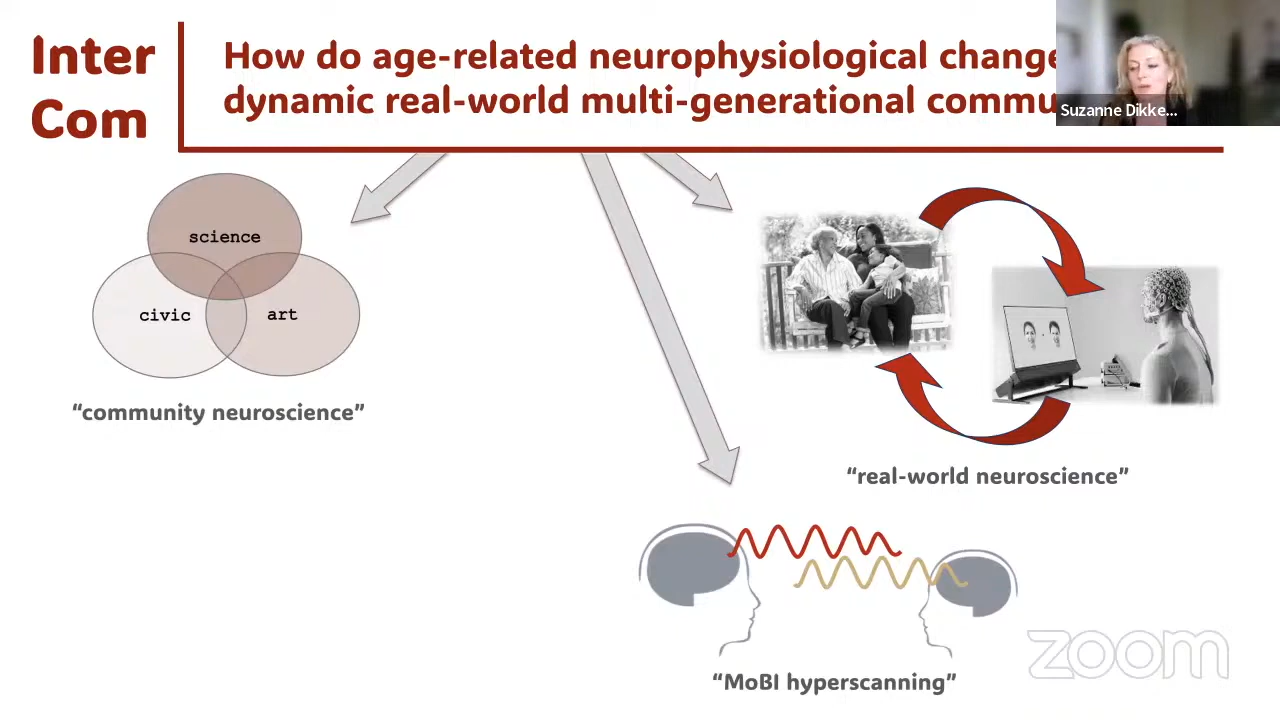 Inter
Com
How do age-related neurophysiological change
dynamic real-world multi-generational commu
Suzanne Dikke...
science
civic
art
“community neuroscience”
“real-world neuroscience”
“MoBI hyperscanning”
zoom